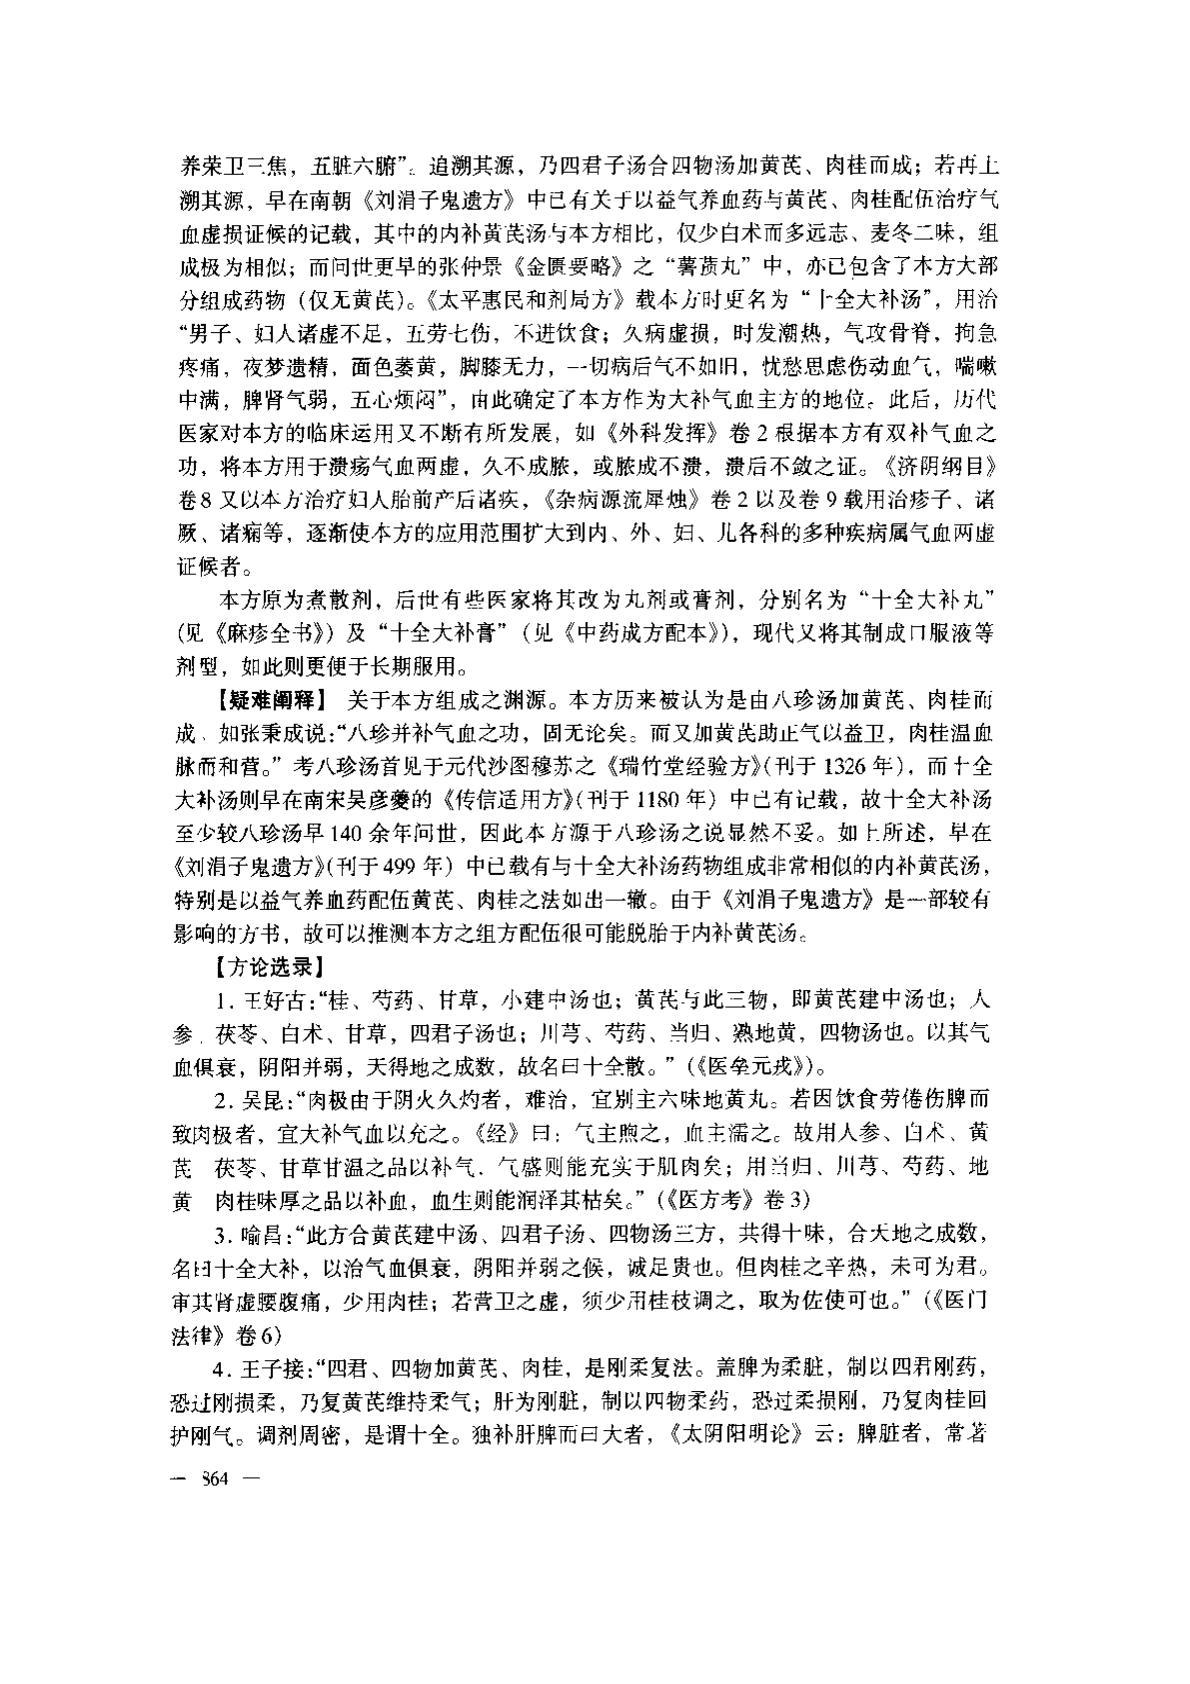 养荣卫三焦，五脏六腑”。追溯其源，乃四君子汤合四物汤加黄芪、肉桂而成；若再上
溯其源，早在南朝《刘涓子鬼遗方》中已有关于以益气养血药与黄芪、肉桂配伍治疗气
血虚损证候的记载，其中的内补黄芪汤与本方相比，仅少白术而多远志、麦冬二味，组
成极为相似；而问世更早的张仲景《金匮要略》之“薯蓣丸”中，亦已包含了本方大部
分组成药物（仅无黄芪）。《太平惠民和剂局方》载本方时更名为“十全大补汤”，用治
“男子、妇人诸虚不足，五劳七伤，不进饮食；久病虚损，时发潮热，气攻骨脊，拘急
疼痛，夜梦遗精，面色萎黄，脚膝无力，一切病后气不如旧，忧愁思虑伤动血气，喘嗽
中满，脾肾气弱，五心烦闷”，由此确定了本方作为大补气血主方的地位。此后，历代
医家对本方的临床运用又不断有所发展，如《外科发挥》卷 2 根据本方有双补气血之
功，将本方用于溃疡气血两虚，久不成脓，或脓成不溃，溃后不敛之证。《济阴纲目》
卷 8 又以本方治疗妇人胎前产后诸疾，《杂病源流犀烛》卷 2 以及卷 9 载用治疹子、诸
厥、诸痫等，逐渐使本方的应用范围扩大到内、外、妇、儿各科的多种疾病属气血两虚
证候者。
本方原为煮散剂，后世有些医家将其改为丸剂或膏剂，分别名为“十全大补丸”
（见《麻疹全书》）及“十全大补膏”（见《中药成方配本》），现代又将其制成口服液等
剂型，如此则更便于长期服用。
【疑难阐释】 关于本方组成之渊源。本方历来被认为是由八珍汤加黄芪、肉桂而
成，如张秉成说：“八珍并补气血之功，固无论矣。而又加黄芪助正气以益卫，肉桂温血
脉而和营。”考八珍汤首见于元代沙图穆苏之《瑞竹堂经验方》（刊于 1326 年），而十全
大补汤则早在南宋吴彦夔的《传信适用方》（刊于 1180 年）中已有记载，故十全大补汤
至少较八珍汤早 140 余年问世，因此本方源于八珍汤之说显然不妥。如上所述，早在
《刘涓子鬼遗方》（刊于 499 年）中已载有与十全大补汤药物组成非常相似的内补黄芪汤，
特别是以益气养血药配伍黄芪、肉桂之法如出一辙。由于《刘涓子鬼遗方》是一部较有
影响的方书，故可以推测本方之组方配伍很可能脱胎于内补黄芪汤。
【方论选录】
1. 王好古：“桂、芍药、甘草，小建中汤也；黄芪与此三物，即黄芪建中汤也；人
参、茯苓、白术、甘草，四君子汤也；川芎、芍药、当归、熟地黄，四物汤也。以其气
血俱衰，阴阳并弱，天得地之成数，故名曰十全散。”（《医垒元戎》）。
2. 吴昆：“肉极由于阴火久灼者，难治，宜别主六味地黄丸。若因饮食劳倦伤脾而
致肉极者，宜大补气血以充之。《经》曰：气主煦之，血主濡之。故用人参、白术、黄
芪 茯苓、甘草甘温之品以补气，气盛则能充实于肌肉矣；用当归、川芎、芍药、地
黄 肉桂味厚之品以补血，血生则能润泽其枯矣。”（《医方考》卷 3）
3. 喻昌：“此方合黄芪建中汤、四君子汤、四物汤三方，共得十味，合天地之成数，
名曰十全大补，以治气血俱衰，阴阳并弱之候，诚足贵也。但肉桂之辛热，未可为君。
审其肾虚腰腹痛，少用肉桂；若营卫之虚，须少用桂枝调之，取为佐使可也。”（《医门
法律》卷 6）
4. 王子接：“四君、四物加黄芪、肉桂，是刚柔复法。盖脾为柔脏，制以四君刚药，
恐过刚损柔，乃复黄芪维持柔气；肝为刚脏，制以四物柔药，恐过柔损刚，乃复肉桂回
护刚气。调剂周密，是谓十全。独补肝脾而曰大者，《太阴阳明论》云：脾脏者，常著
— 864 —